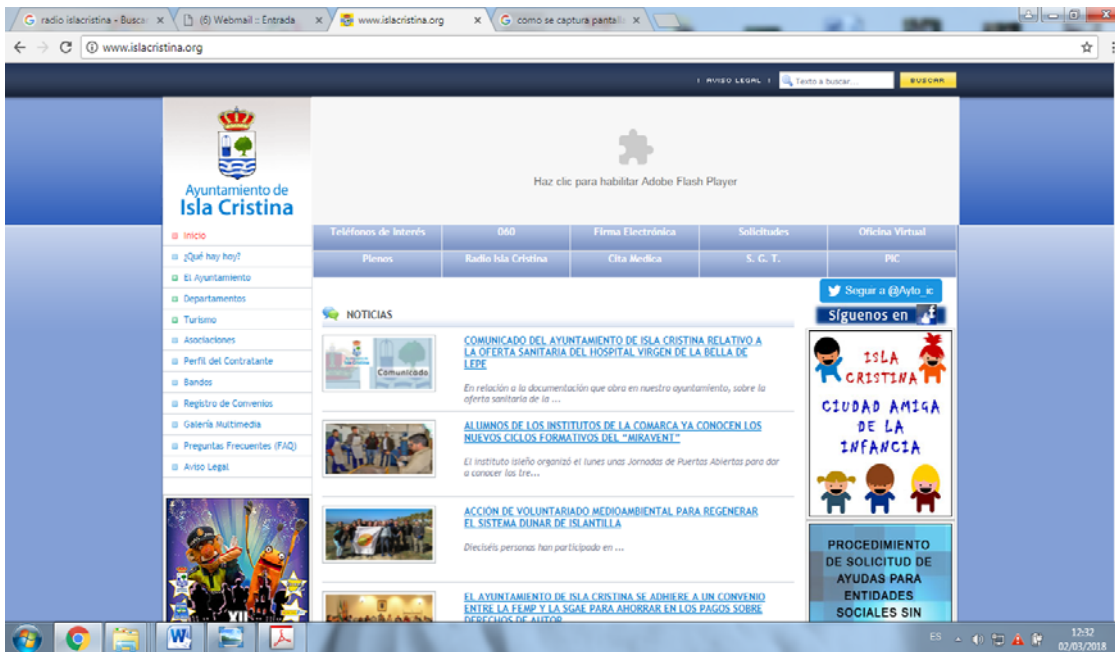 radio islacristina - Busca
(6) Webmail :: Entrada
www.islacristina.org
como se captura pantall
www.islacristina.org
AVISO LEGAL
Texto a buscar...
BUSCAR
Ayuntamiento de
Isla Cristina
Haz clic para habilitar Adobe Flash Player
Teléfonos de Interés
060
Firma Electrónica
Solicitudes
Oficina Virtual
Plenos
Radio Isla Cristina
Cita Medica
S. G. T.
PIC
Inicio
¿Qué hay hoy?
El Ayuntamiento
Departamentos
Turismo
Asociaciones
Perfil del Contratante
Bandos
Registro de Convenios
Galería Multimedia
Preguntas Frecuentes (FAQ)
Aviso Legal
XIII
NOTICIAS
Comunicado
COMUNICADO DEL AYUNTAMIENTO DE ISLA CRISTINA RELATIVO A
LA OFERTA SANITARIA DEL HOSPITAL VIRGEN DE LA BELLA DE
LEPE
En relación a la documentación que obra en nuestro ayuntamiento, sobre la
oferta sanitaria de la ...
ALUMNOS DE LOS INSTITUTOS DE LA COMARCA YA CONOCEN LOS
NUEVOS CICLOS FORMATIVOS DEL “MIRAVENT”
El instituto isleño organizó el lunes unas Jornadas de Puertas Abiertas para dar
a conocer los tre...
ACCIÓN DE VOLUNTARIADO MEDIOAMBIENTAL PARA REGENERAR
EL SISTEMA DUNAR DE ISLANTILLA
Dieciséis personas han participado en ...
EL AYUNTAMIENTO DE ISLA CRISTINA SE ADHIERE A UN CONVENIO
ENTRE LA FEMP Y LA SGAE PARA AHORRAR EN LOS PAGOS SOBRE
DERECHOS DE AUTOR
Seguir a @Ayto_ic
Síguenos en
ISLA
CRISTINA
CIUDAD AMIGA
DE LA
INFANCIA
PROCEDIMIENTO
DE SOLICITUD DE
AYUDAS PARA
ENTIDADES
SOCIALES SIN
ES
12:32
02/03/2018